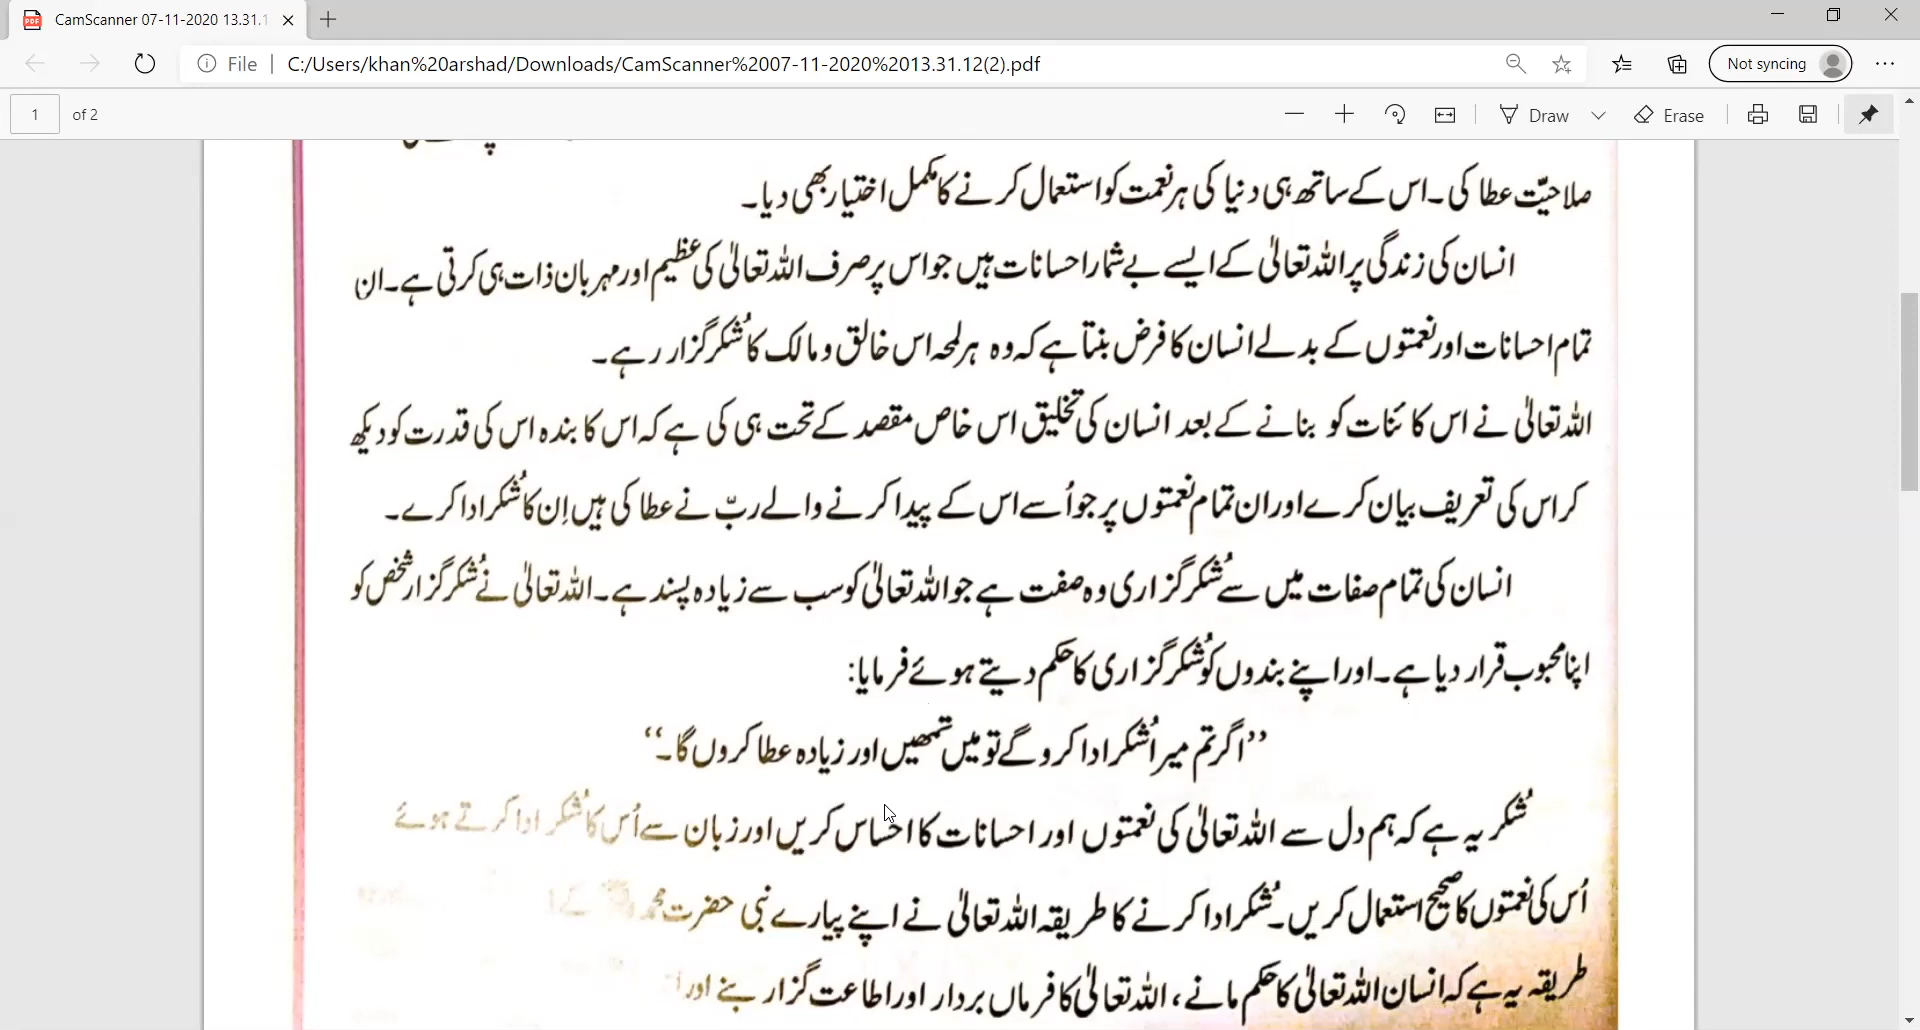 CamScanner 07-11-2020 13.31.1
File
C:/Users/khan%20arshad/Downloads/CamScanner%2007-11-2020%2013.31.12(2).pdf
Not syncing
1 of 2
Draw
Erase
صلاحیّت عطا کی۔ اس کے ساتھ ہی دنیا کی ہر نعمت کو استعمال کرنے کا مکمل اختیار بھی دیا۔
انسان کی زندگی پر اللہ تعالیٰ کے ایسے بے شمار احسانات ہیں جو اس پر صرف اللہ تعالیٰ کی عظیم اور مہربان ذات ہی کرتی ہے۔ ان
تمام احسانات اور نعمتوں کے بدلے انسان کا فرض بنتا ہے کہ وہ ہر لمحہ اس خالق و مالک کا شُکر گزار رہے۔
اللہ تعالیٰ نے اس کائنات کو بنانے کے بعد انسان کی تخلیق اس خاص مقصد کے تحت ہی کی ہے کہ اس کا بندہ اس کی قدرت کو دیکھ
کر اس کی تعریف بیان کرے اور ان تمام نعمتوں پر جو اُسے اس کے پیدا کرنے والے ربّ نے عطا کی ہیں اِن کا شُکر ادا کرے۔
انسان کی تمام صفات میں سے شُکر گزاری وہ صفت ہے جو اللہ تعالیٰ کو سب سے زیادہ پسند ہے۔ اللہ تعالیٰ نے شُکر گزار شخص کو
اپنا محبوب قرار دیا ہے۔ اور اپنے بندوں کو شُکر گزاری کا حکم دیتے ہوئے فرمایا:
”اگر تم میرا شُکر ادا کرو گے تو میں تمھیں اور زیادہ عطا کروں گا۔“
شُکر یہ ہے کہ ہم دل سے اللہ تعالیٰ کی نعمتوں اور احسانات کا احساس کریں اور زبان سے اُس کا شُکر ادا کرتے ہوئے
اُس کی نعمتوں کا صحیح استعمال کریں۔ شُکر ادا کرنے کا طریقہ اللہ تعالیٰ نے اپنے پیارے نبی حضرت محمد ﷺ کے
طریقہ یہ ہے کہ انسان اللہ تعالیٰ کا حکم مانے، اللہ تعالیٰ کا فرماں بردار اور اطاعت گزار بنے اور